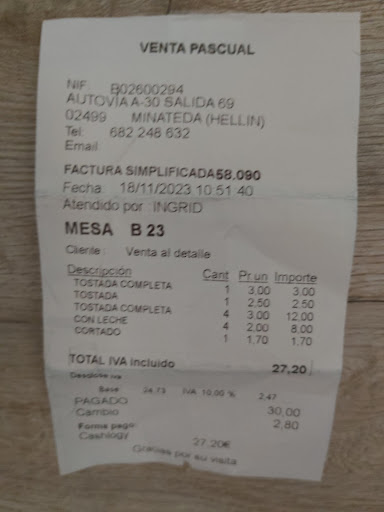 VENTA PASCUAL
NIF: B02600294
AUTOVIA A-30 SALIDA 69
02499 MINATEDA (HELLIN)
Tel: 682 248 632
Email
FACTURA SIMPLIFICADA58.090
Fecha: 18/11/2023 10:51:40
Atendido por: INGRID
MESA B 23
Cliente: Venta al detalle
Descripción Cant Pr un Importe
TOSTADA COMPLETA 1 3,00 3,00
TOSTADA 1 2,50 2,50
TOSTADA COMPLETA 4 3,00 12,00
CON LECHE 4 2,00 8,00
CORTADO 1 1,70 1,70
TOTAL IVA incluido 27,20
Desglose iva
Base 24,73 IVA 10,00 % 2,47
PAGADO 30,00
Cambio 2,80
Forma pago:
Cashlogy 27,20€
Gracias por su visita